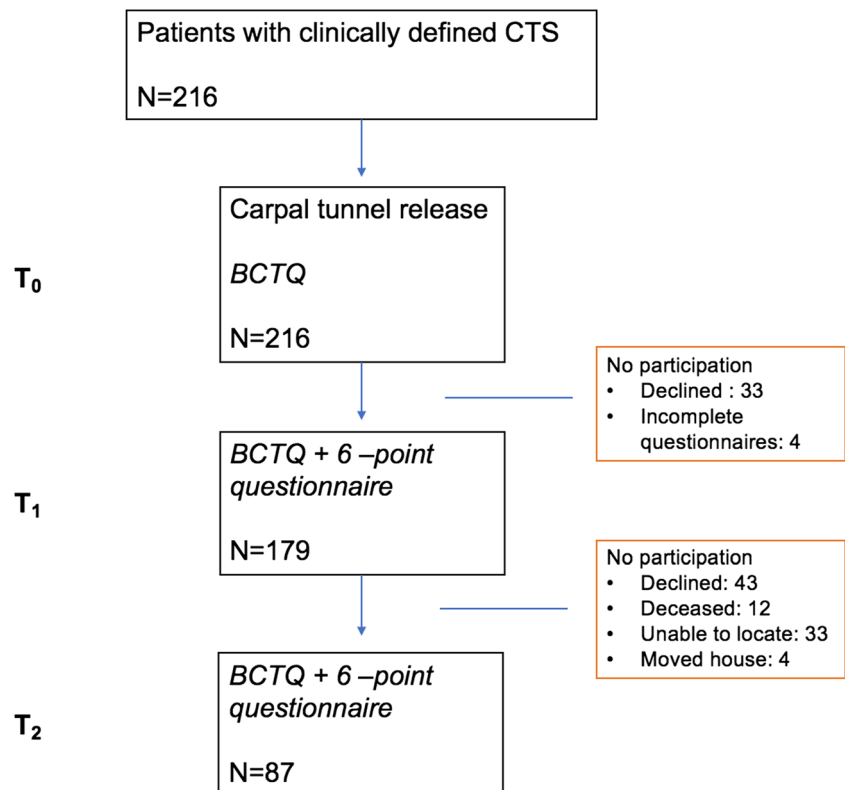 Patients with clinically defined CTS
N=216
Carpal tunnel release
T₀
BCTQ
N=216
No participation
• Declined : 33
• Incomplete
questionnaires: 4
BCTQ + 6 –point
questionnaire
T₁
N=179
No participation
• Declined: 43
• Deceased: 12
• Unable to locate: 33
• Moved house: 4
BCTQ + 6 –point
questionnaire
T₂
N=87